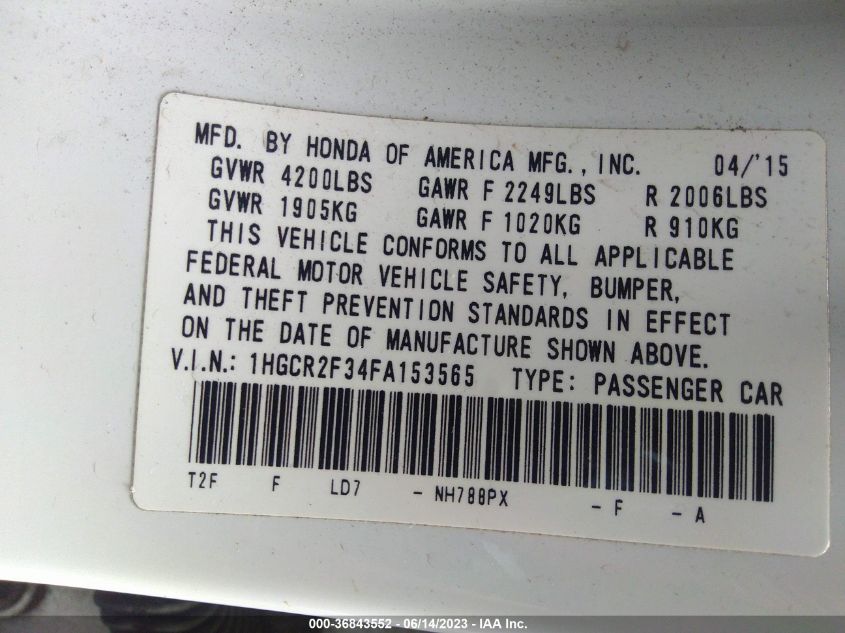 MFD. BY HONDA OF AMERICA MFG., INC. 04/'15
GVWR 4200LBS GAWR F 2249LBS R 2006LBS
GVWR 1905KG GAWR F 1020KG R 910KG
THIS VEHICLE CONFORMS TO ALL APPLICABLE
FEDERAL MOTOR VEHICLE SAFETY, BUMPER,
AND THEFT PREVENTION STANDARDS IN EFFECT
ON THE DATE OF MANUFACTURE SHOWN ABOVE.
V.I.N.: 1HGCR2F34FA153565 TYPE: PASSENGER CAR
T2F F LD7 - NH788PX - F - A
000-36843552 - 06/14/2023 - IAA Inc.